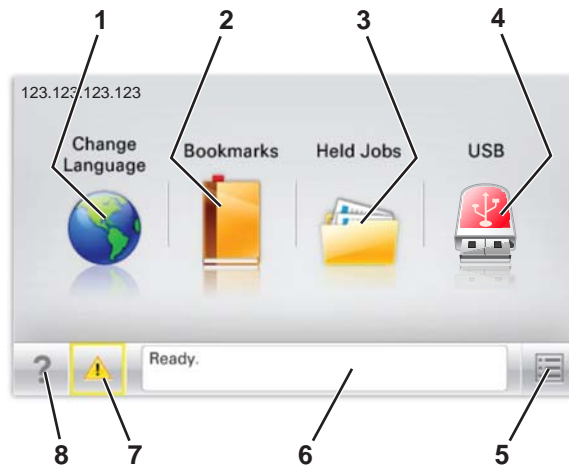 1 2 3 4
123.123.123.123
Change
Language
Bookmarks
Held Jobs
USB
?
Ready.
8 7 6 5